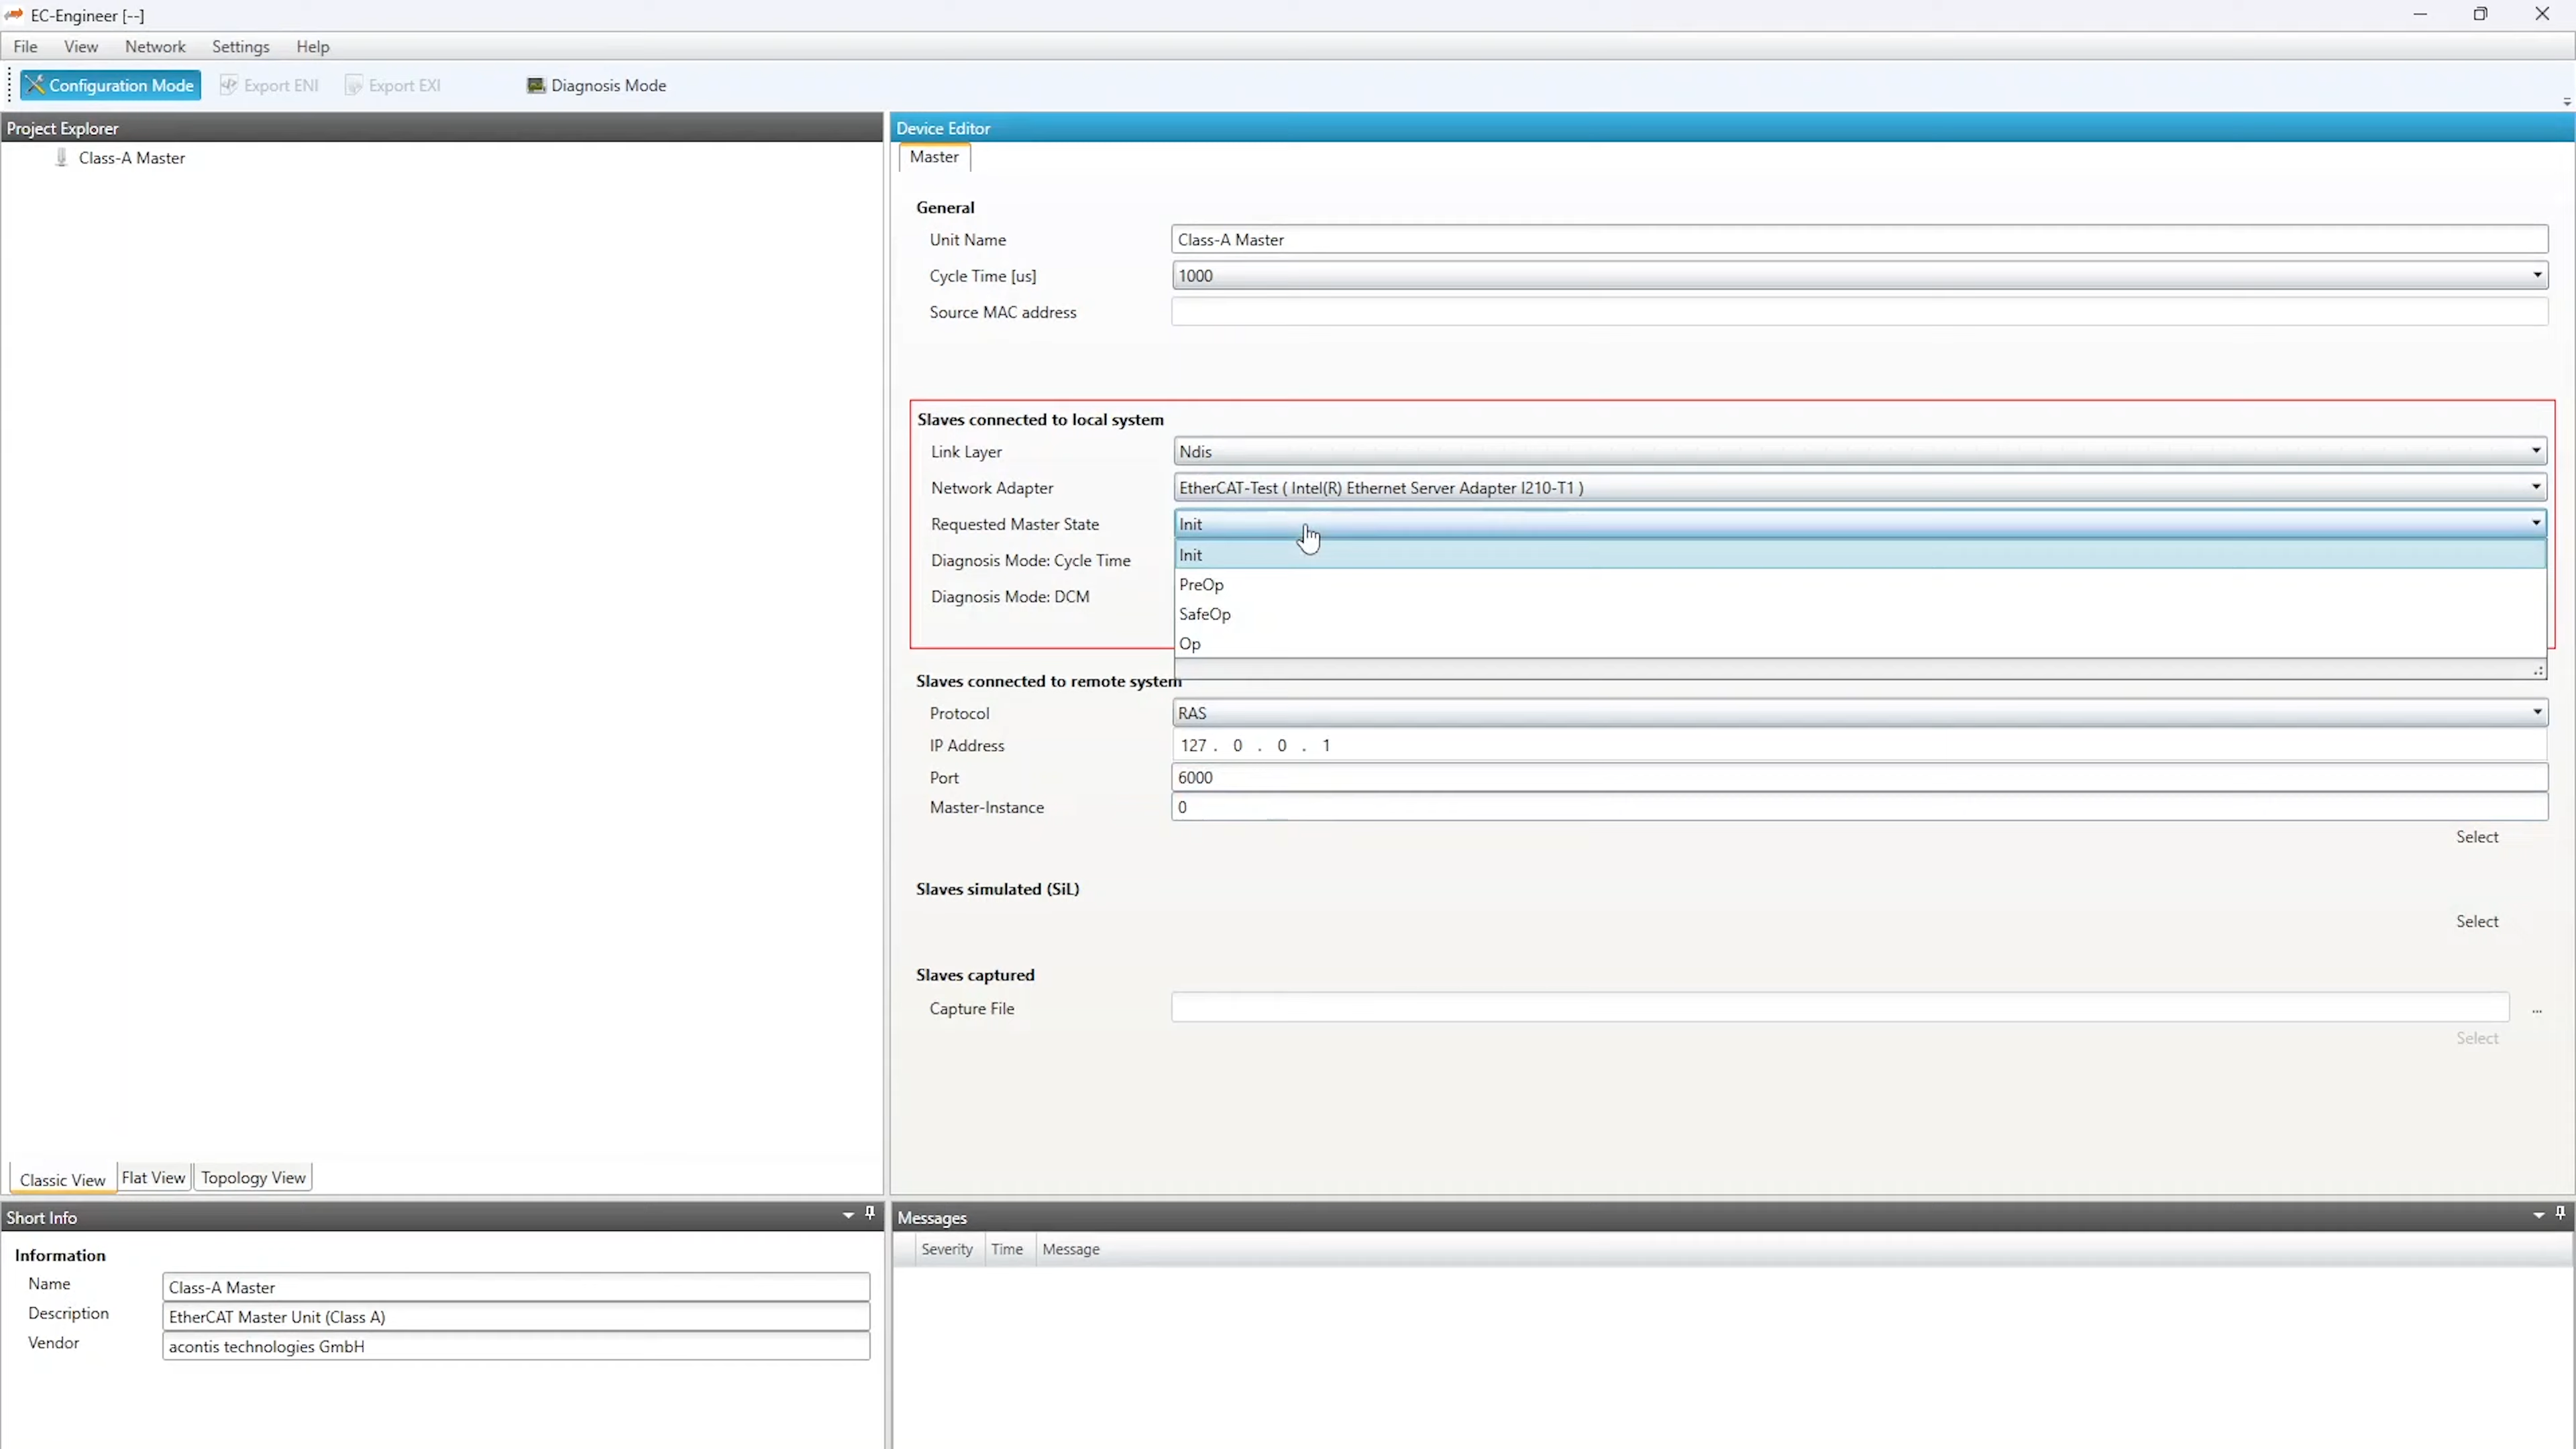 EC-Engineer [--]
File View Network Settings Help
Configuration Mode Export ENI Export EXI Diagnosis Mode
Project Explorer
Class-A Master
Classic View Flat View Topology View
Device Editor
Master
General
Unit Name Class-A Master
Cycle Time [us] 1000
Source MAC address
Slaves connected to local system
Link Layer Ndis
Network Adapter EtherCAT-Test ( Intel(R) Ethernet Server Adapter I210-T1 )
Requested Master State Init
Init
Diagnosis Mode: Cycle Time
PreOp
Diagnosis Mode: DCM
SafeOp
Op
Slaves connected to remote system
Protocol RAS
IP Address 127 . 0 . 0 . 1
Port 6000
Master-Instance 0
Select
Slaves simulated (SiL)
Select
Slaves captured
Capture File ...
Select
Short Info
Information
Name Class-A Master
Description EtherCAT Master Unit (Class A)
Vendor acontis technologies GmbH
Messages
Severity Time Message